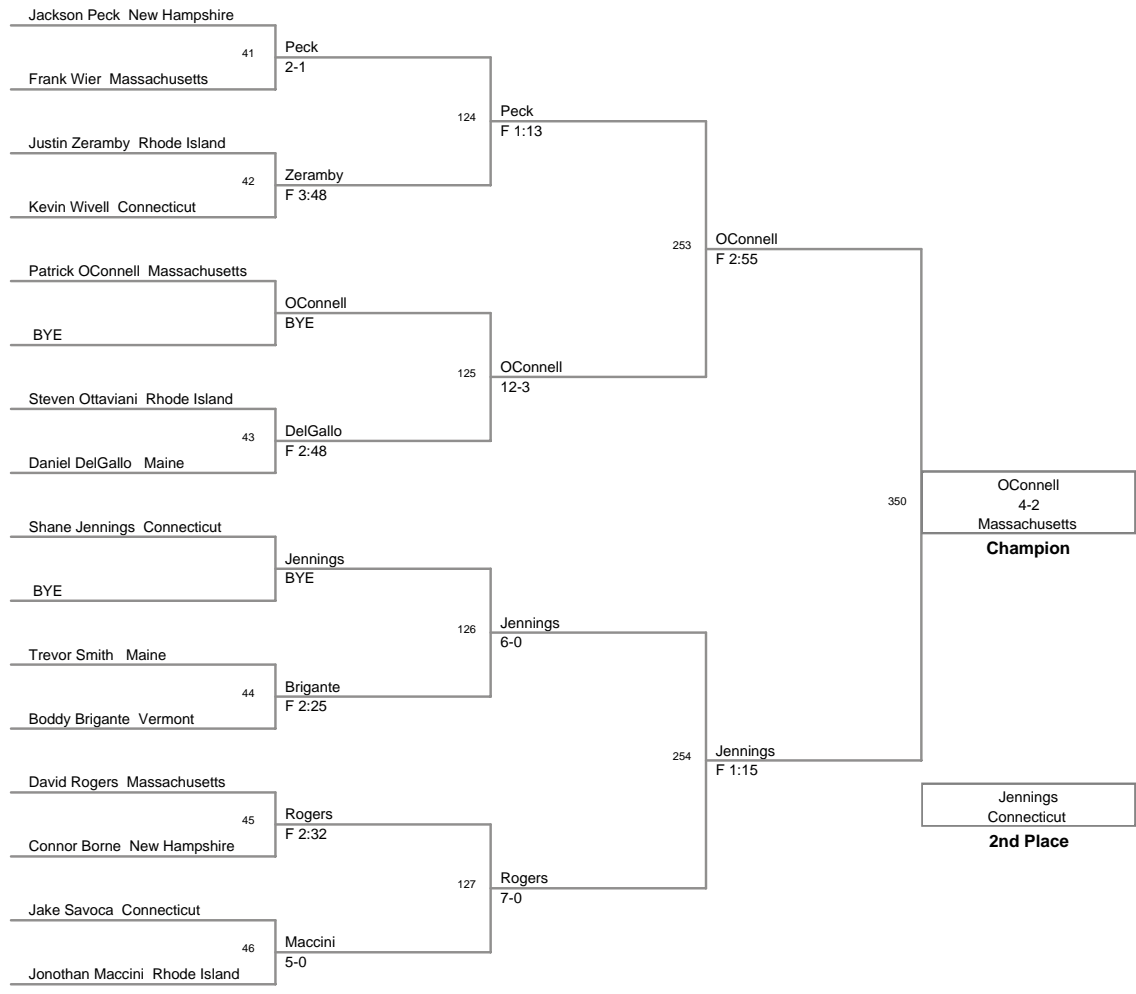 Jackson Peck New Hampshire
41
Peck
2-1
Frank Wier Massachusetts
124
Peck
F 1:13
Justin Zeramby Rhode Island
42
Zeramby
F 3:48
Kevin Wivell Connecticut
253
OConnell
F 2:55
Patrick OConnell Massachusetts
OConnell
BYE
BYE
125
OConnell
12-3
Steven Ottaviani Rhode Island
43
DelGallo
F 2:48
Daniel DelGallo Maine
350
OConnell
4-2
Massachusetts
Champion
Shane Jennings Connecticut
Jennings
BYE
BYE
126
Jennings
6-0
Trevor Smith Maine
44
Brigante
F 2:25
Boddy Brigante Vermont
254
Jennings
F 1:15
David Rogers Massachusetts
45
Rogers
F 2:32
Connor Borne New Hampshire
Jennings
Connecticut
2nd Place
127
Rogers
7-0
Jake Savoca Connecticut
46
Maccini
5-0
Jonothan Maccini Rhode Island